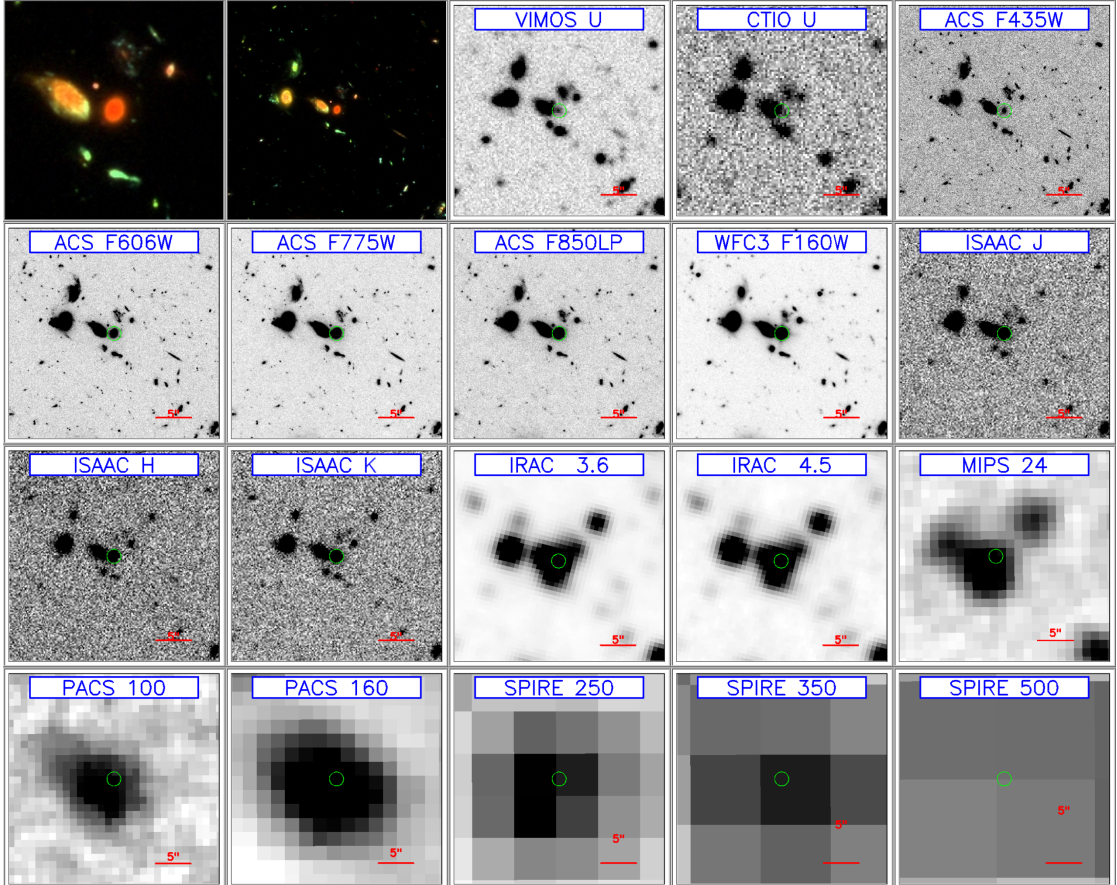 VIMOS U
CTIO U
ACS F435W
5"
5"
5"
ACS F606W
ACS F775W
ACS F850LP
WFC3 F160W
ISAAC J
5"
5"
5"
5"
5"
ISAAC H
ISAAC K
IRAC 3.6
IRAC 4.5
MIPS 24
5"
5"
5"
5"
5"
PACS 100
PACS 160
SPIRE 250
SPIRE 350
SPIRE 500
5"
5"
5"
5"
5"